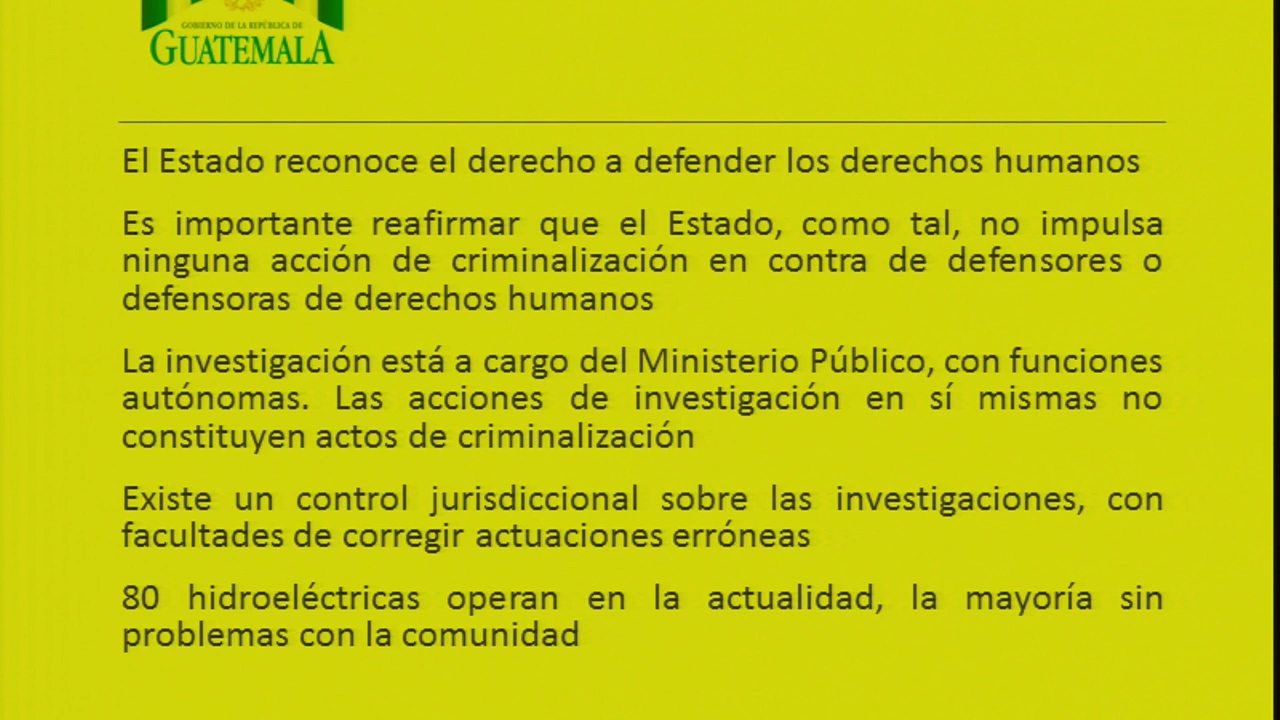 GOBIERNO DE LA REPÚBLICA DE
GUATEMALA
El Estado reconoce el derecho a defender los derechos humanos
Es importante reafirmar que el Estado, como tal, no impulsa
ninguna acción de criminalización en contra de defensores o
defensoras de derechos humanos
La investigación está a cargo del Ministerio Público, con funciones
autónomas. Las acciones de investigación en sí mismas no
constituyen actos de criminalización
Existe un control jurisdiccional sobre las investigaciones, con
facultades de corregir actuaciones erróneas
80 hidroeléctricas operan en la actualidad, la mayoría sin
problemas con la comunidad